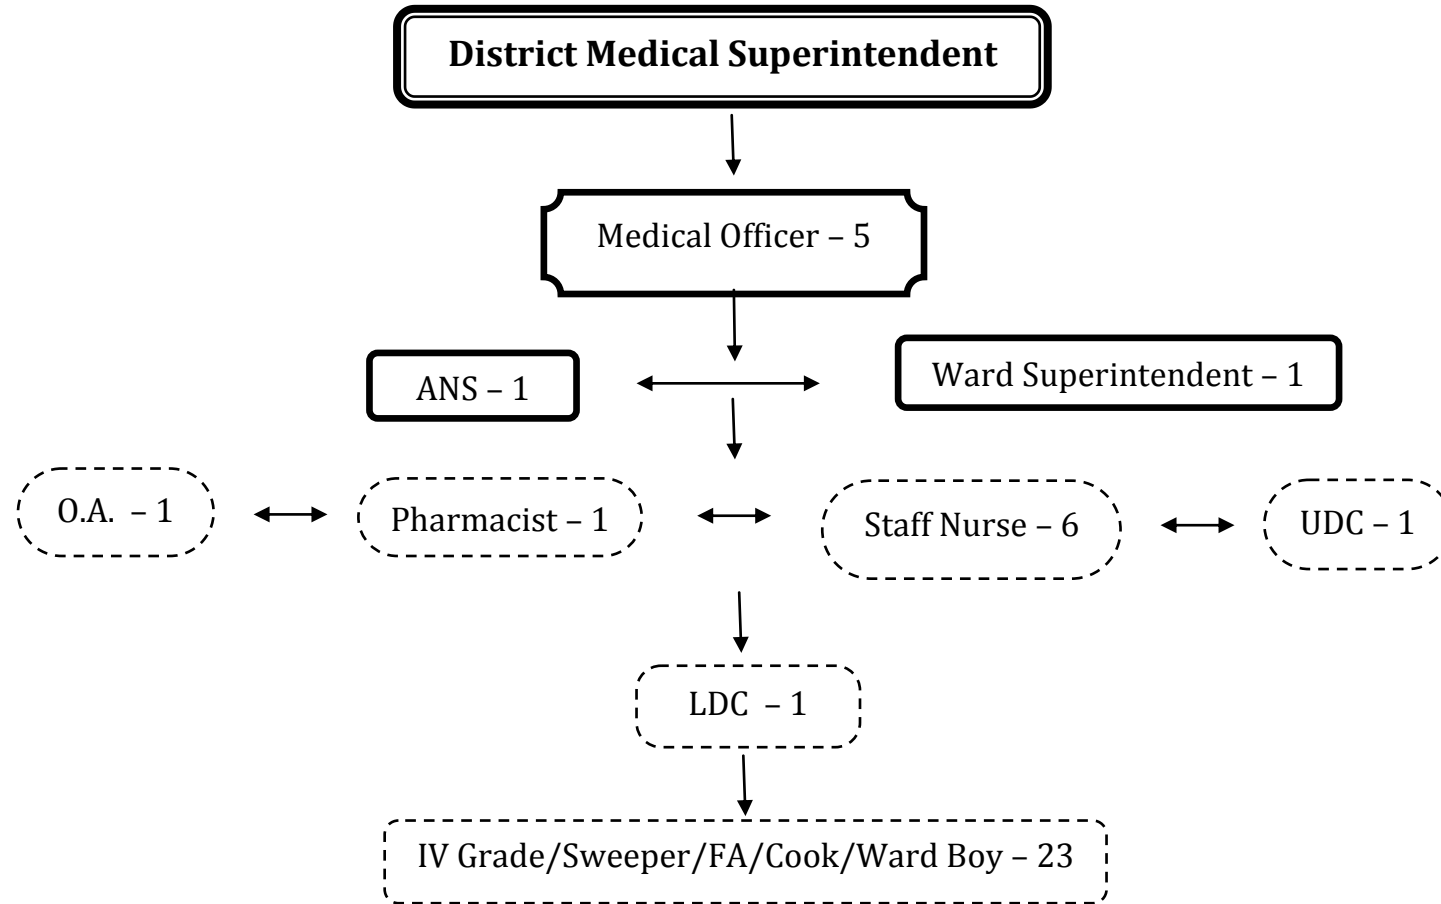 District Medical Superintendent
Medical Officer – 5
ANS – 1
Ward Superintendent – 1
O.A. – 1
Pharmacist – 1
Staff Nurse – 6
UDC – 1
LDC – 1
IV Grade/Sweeper/FA/Cook/Ward Boy – 23